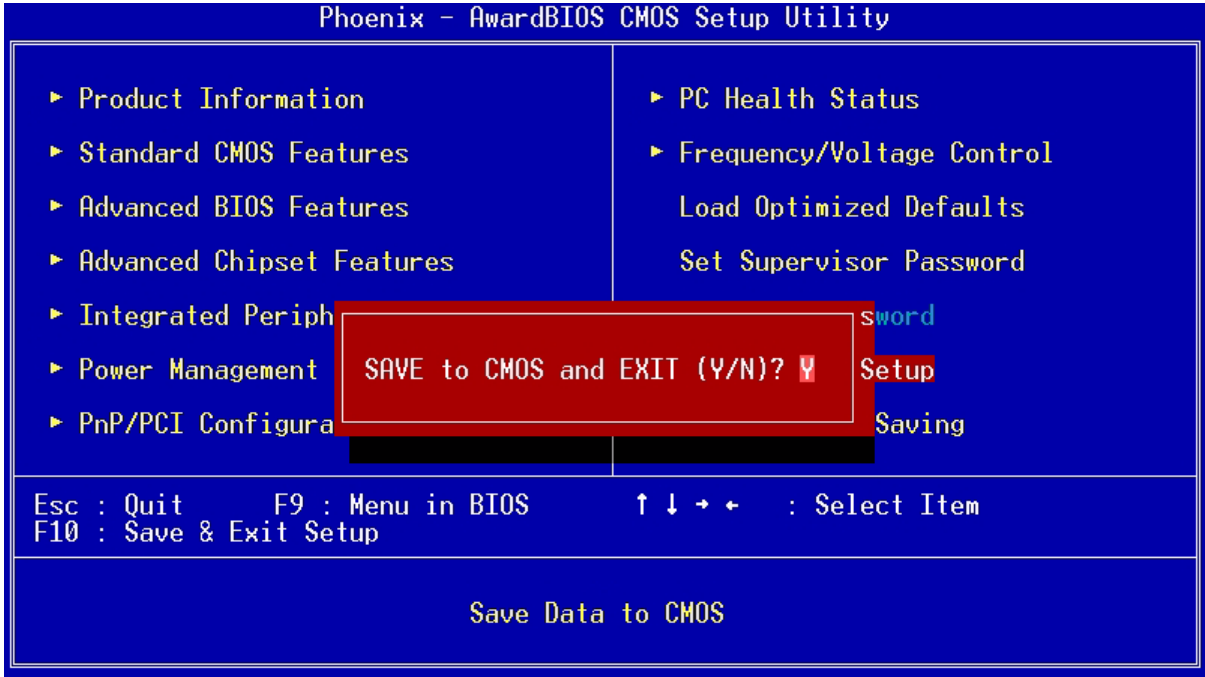 Phoenix - AwardBIOS CMOS Setup Utility
► Product Information
► Standard CMOS Features
► Advanced BIOS Features
► Advanced Chipset Features
► Integrated Periph
► Power Management
► PnP/PCI Configura
► PC Health Status
► Frequency/Voltage Control
Load Optimized Defaults
Set Supervisor Password
sword
Setup
Saving
SAVE to CMOS and EXIT (Y/N)? Y
Esc : Quit F9 : Menu in BIOS ↑ ↓ → ← : Select Item
F10 : Save & Exit Setup
Save Data to CMOS